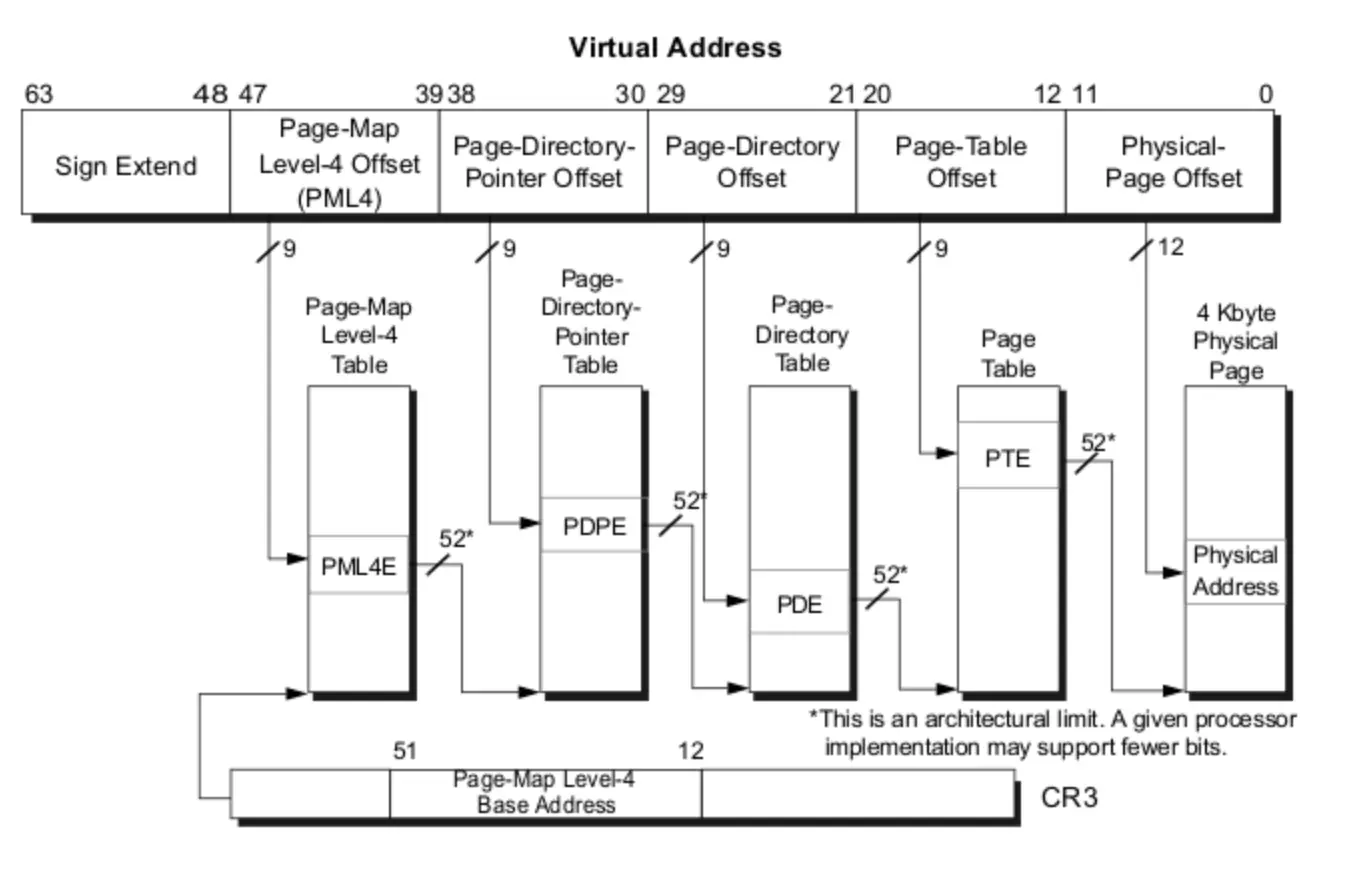 Virtual Address
63 48 47 39 38 30 29 21 20 12 11 0
Sign Extend
Page-Map
Level-4 Offset
(PML4)
Page-Directory-
Pointer Offset
Page-Directory
Offset
Page-Table
Offset
Physical-
Page Offset
9 9 9 9 12
Page-Map
Level-4
Table
Page-
Directory-
Pointer
Table
Page-
Directory
Table
Page
Table
4 Kbyte
Physical
Page
PML4E
52*
PDPE
52*
PDE
52*
PTE
52*
Physical
Address
*This is an architectural limit. A given processor
implementation may support fewer bits.
51 12
Page-Map Level-4
Base Address
CR3